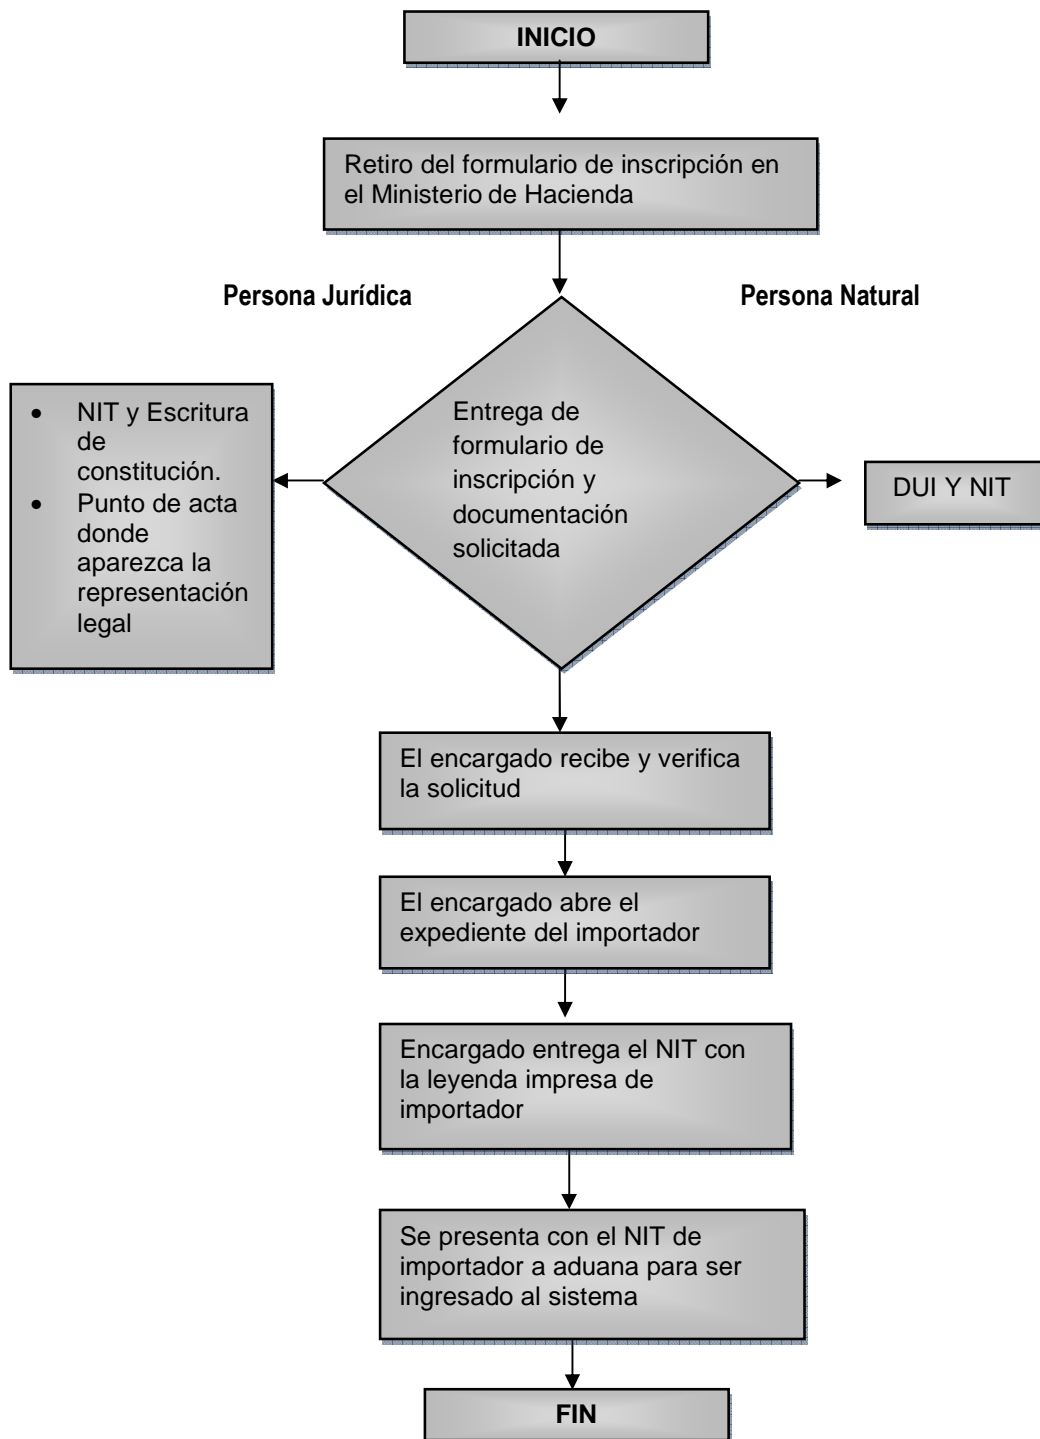 INICIO
Retiro del formulario de inscripción en
el Ministerio de Hacienda
Persona Jurídica
Persona Natural
• NIT y Escritura
de
constitución.
• Punto de acta
donde
aparezca la
representación
legal
Entrega de
formulario de
inscripción y
documentación
solicitada
DUI Y NIT
El encargado recibe y verifica
la solicitud
El encargado abre el
expediente del importador
Encargado entrega el NIT con
la leyenda impresa de
importador
Se presenta con el NIT de
importador a aduana para ser
ingresado al sistema
FIN